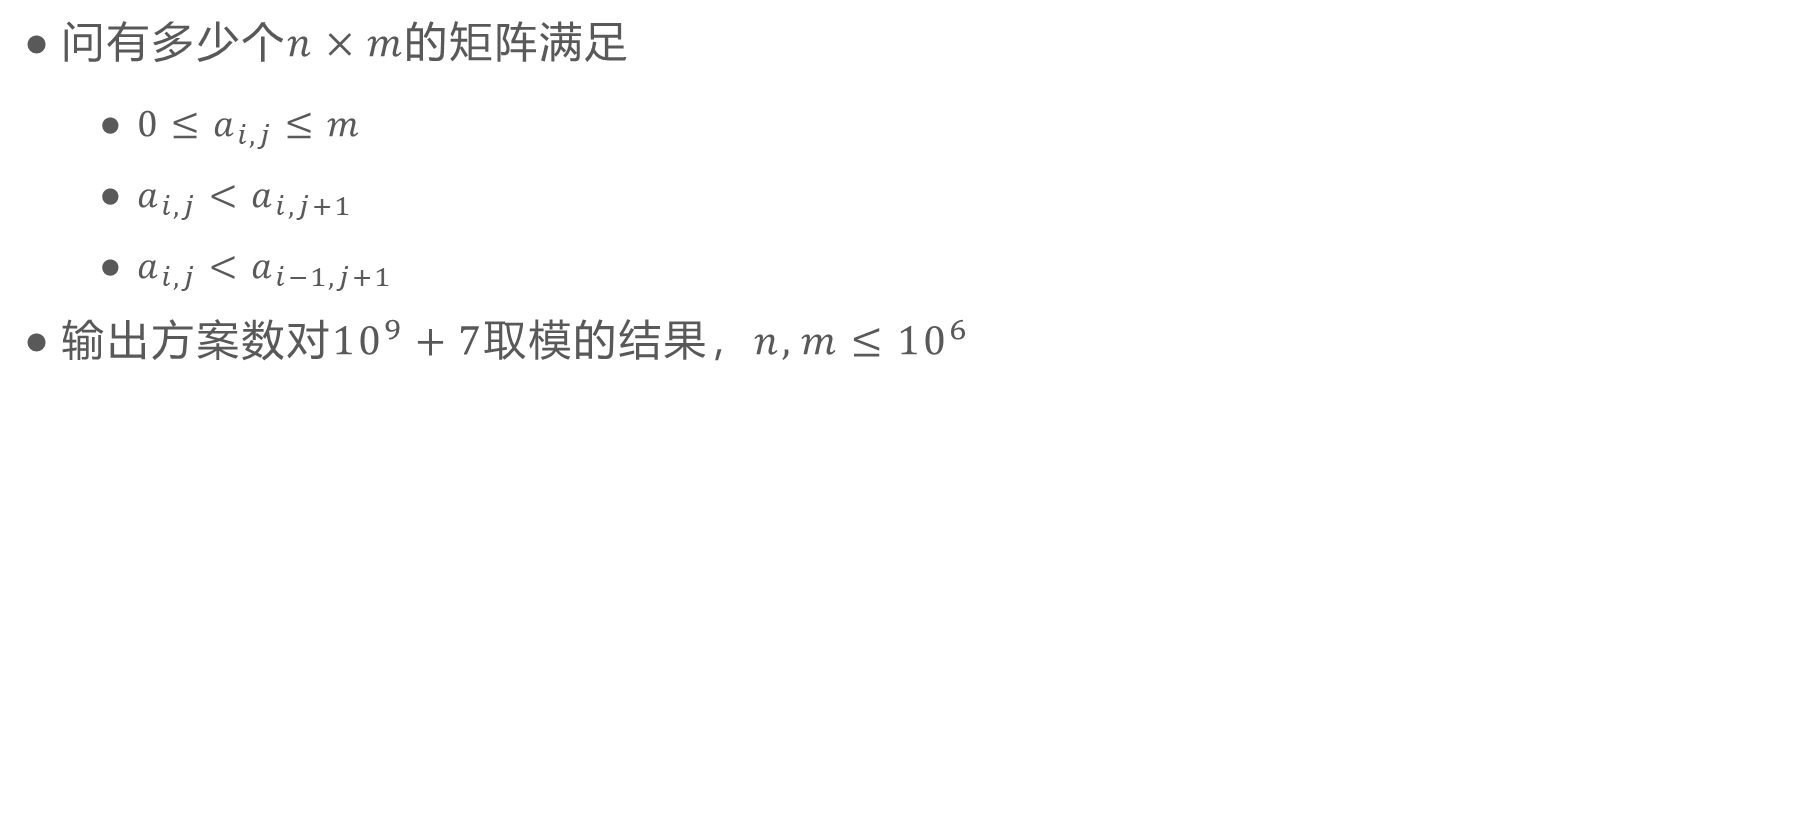 • 问有多少个n × m的矩阵满足
• 0 ≤ a_{i,j} ≤ m
• a_{i,j} < a_{i,j+1}
• a_{i,j} < a_{i−1,j+1}
• 输出方案数对10^9 + 7取模的结果，n, m ≤ 10^6